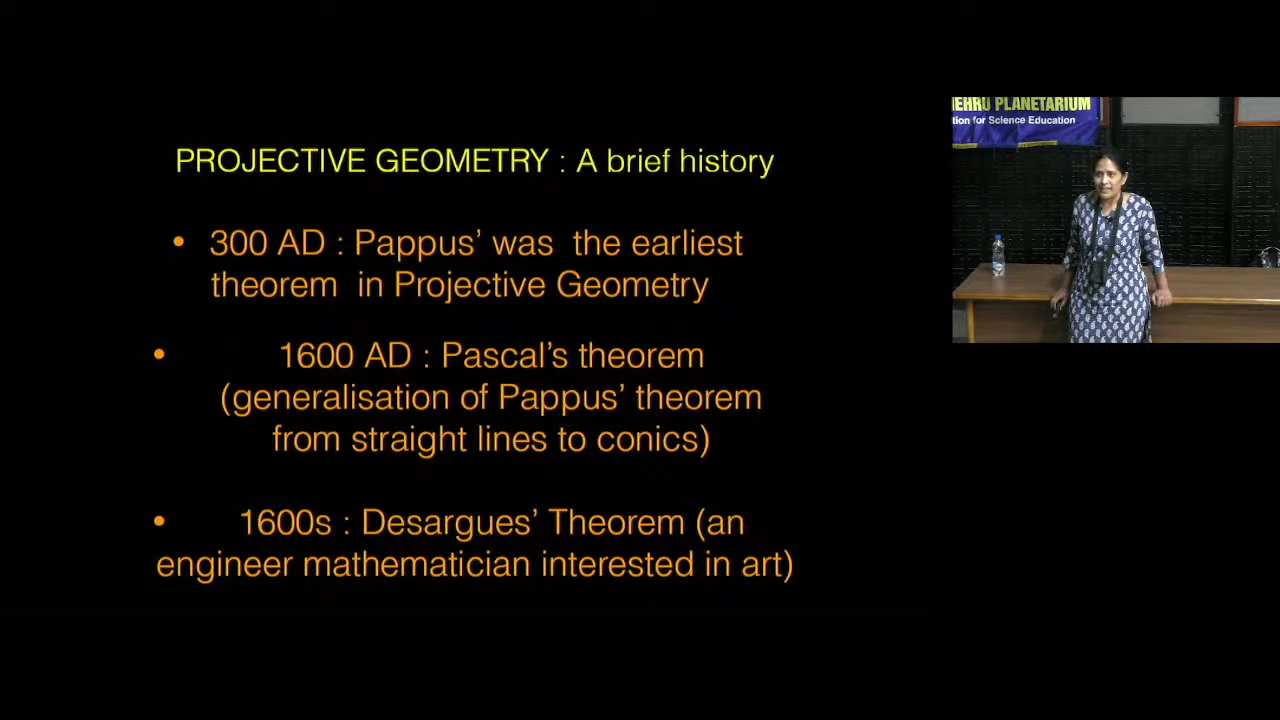 PROJECTIVE GEOMETRY : A brief history
• 300 AD : Pappus’ was the earliest
theorem in Projective Geometry
• 1600 AD : Pascal’s theorem
(generalisation of Pappus’ theorem
from straight lines to conics)
• 1600s : Desargues’ Theorem (an
engineer mathematician interested in art)
EHRU PLANETARIUM
tion for Science Education